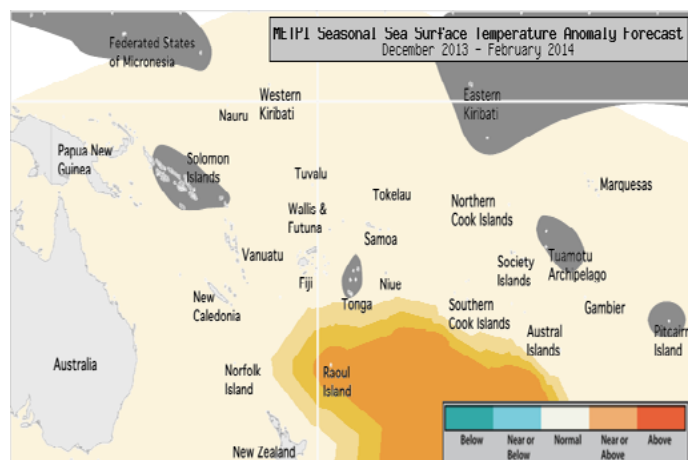 METPI Seasonal Sea Surface Temperature Anomaly Forecast
December 2013 - February 2014
Federated States
of Micronesia
Nauru
Western
Kiribati
Eastern
Kiribati
Papua New
Guinea
Solomon
Islands
Tuvalu
Tokelau
Marquesas
Wallis &
Futuna
Northern
Cook Islands
Samoa
Vanuatu
Society
Islands
Tuamotu
Archipelago
Fiji
Tonga
Niue
New
Caledonia
Southern
Cook Islands
Gambier
Austral
Islands
Pitcairn
Island
Australia
Norfolk
Island
Raoul
Island
New Zealand
Below
Near or
Below
Normal
Near or
Above
Above